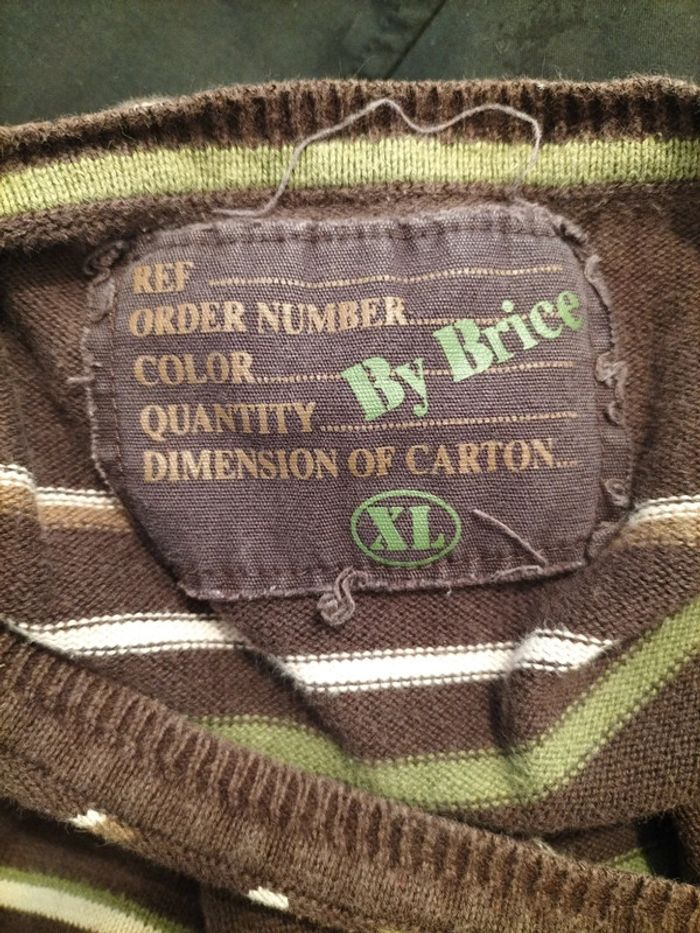 REF
ORDER NUMBER
COLOR
By Brice
QUANTITY
DIMENSION OF CARTON...
XL